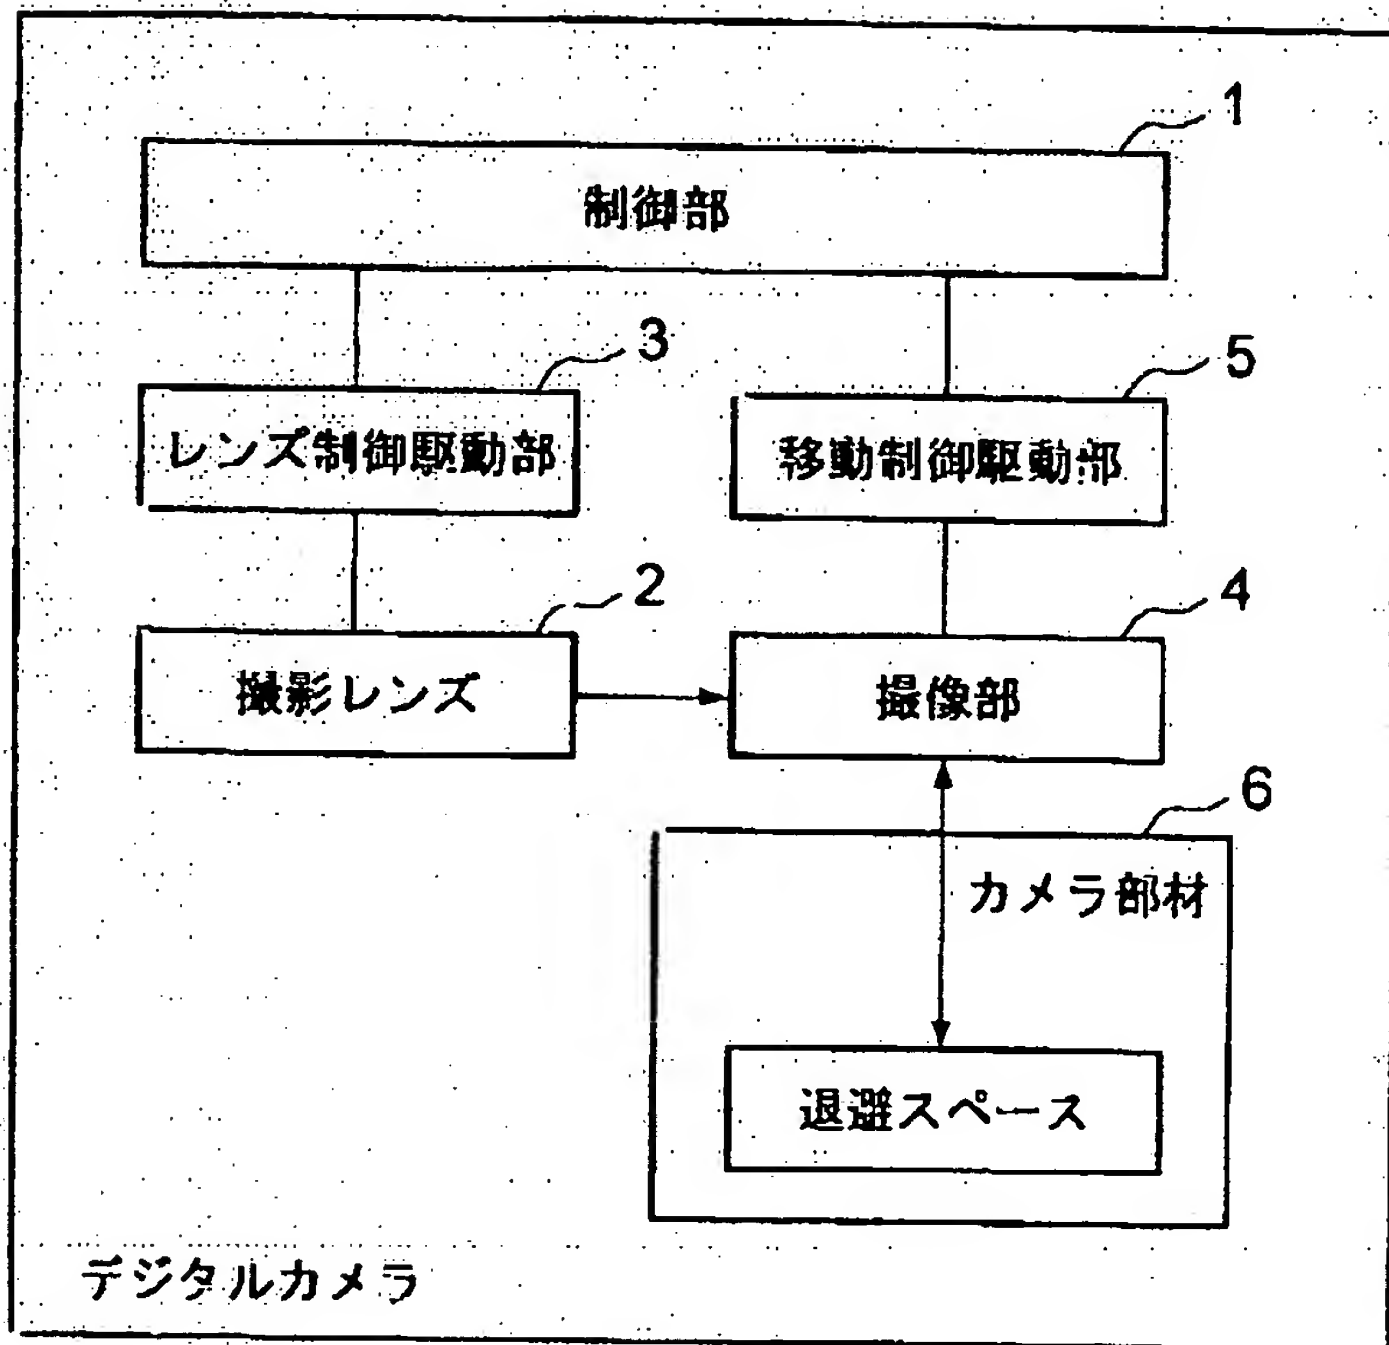 1
制御部
3
5
レンズ制御駆動部
移動制御駆動部
2
4
撮影レンズ
撮像部
6
カメラ部材
退避スペース
デジタルカメラ